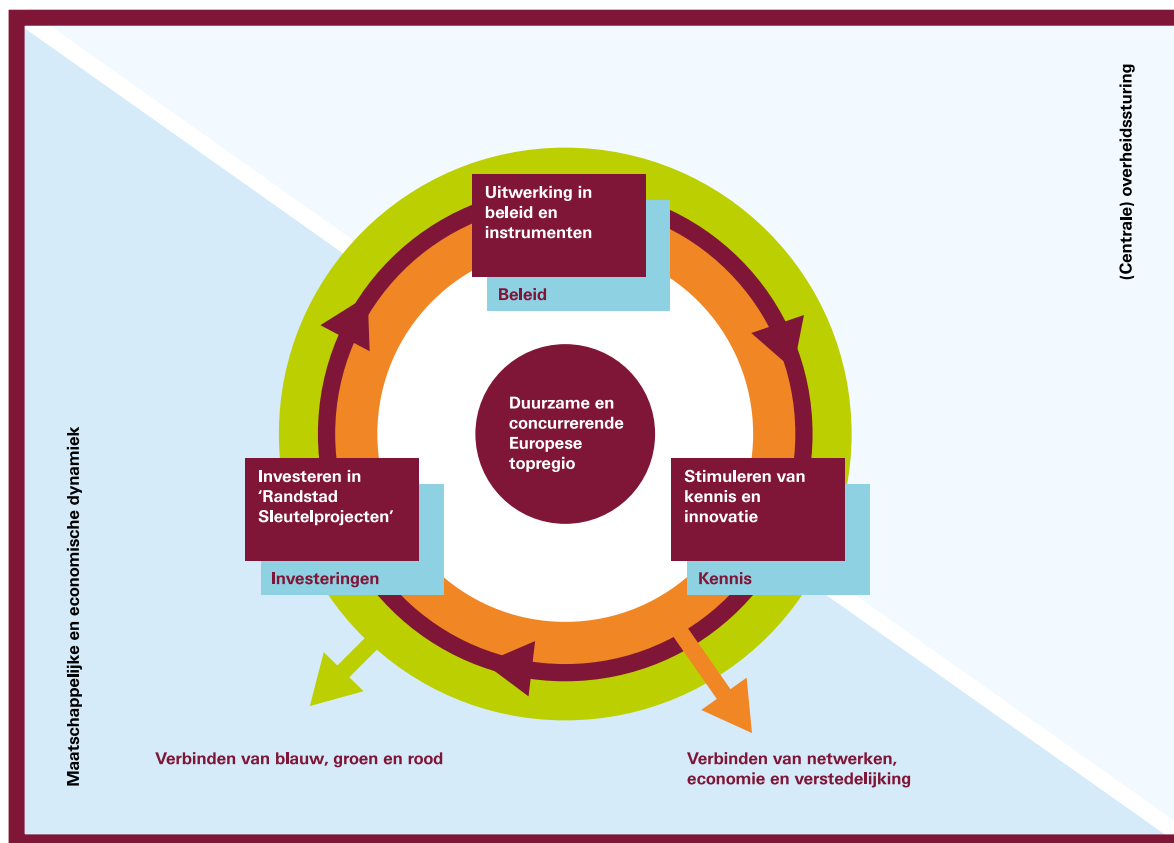 (Centrale) overheidssturing
Uitwerking in
beleid en
instrumenten
Beleid
Duurzame en
concurrerende
Europese
topregio
Maatschappelijke en economische dynamiek
Investeren in
‘Randstad
Sleutelprojecten’
Investeringen
Stimuleren van
kennis en
innovatie
Kennis
Verbinden van blauw, groen en rood
Verbinden van netwerken,
economie en verstedelijking